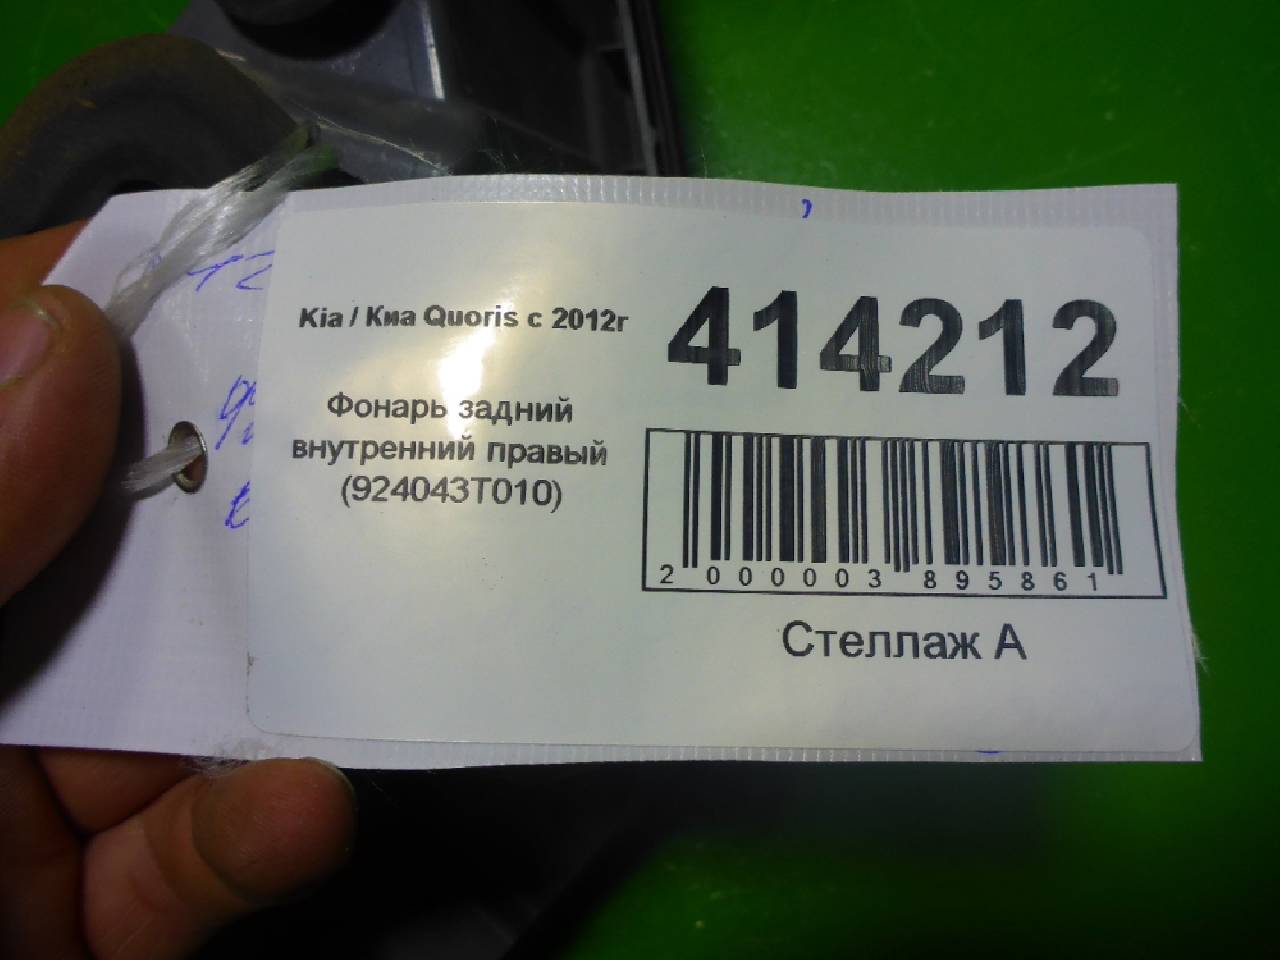 Kia / Киа Quoris с 2012г
414212
Фонарь задний
внутренний правый
(924043T010)
2 000003 895861
Стеллаж А